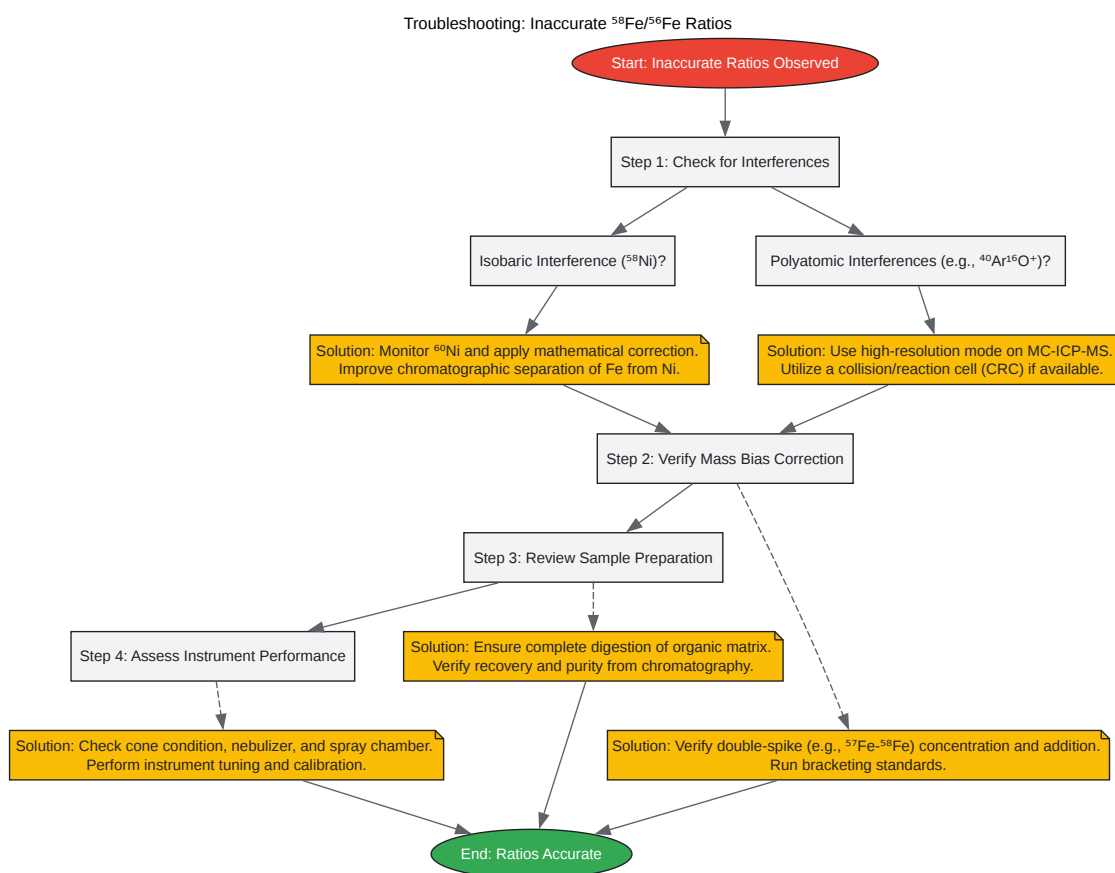 Troubleshooting: Inaccurate ⁵⁸Fe/⁵⁶Fe Ratios
Start: Inaccurate Ratios Observed
Step 1: Check for Interferences
Isobaric Interference (⁵⁸Ni)?
Polyatomic Interferences (e.g., ⁴⁰Ar¹⁶O⁺)?
Solution: Monitor ⁶⁰Ni and apply mathematical correction.
Improve chromatographic separation of Fe from Ni.
Solution: Use high-resolution mode on MC-ICP-MS.
Utilize a collision/reaction cell (CRC) if available.
Step 2: Verify Mass Bias Correction
Step 3: Review Sample Preparation
Step 4: Assess Instrument Performance
Solution: Ensure complete digestion of organic matrix.
Verify recovery and purity from chromatography.
Solution: Check cone condition, nebulizer, and spray chamber.
Perform instrument tuning and calibration.
Solution: Verify double-spike (e.g., ⁵⁷Fe-⁵⁸Fe) concentration and addition.
Run bracketing standards.
End: Ratios Accurate